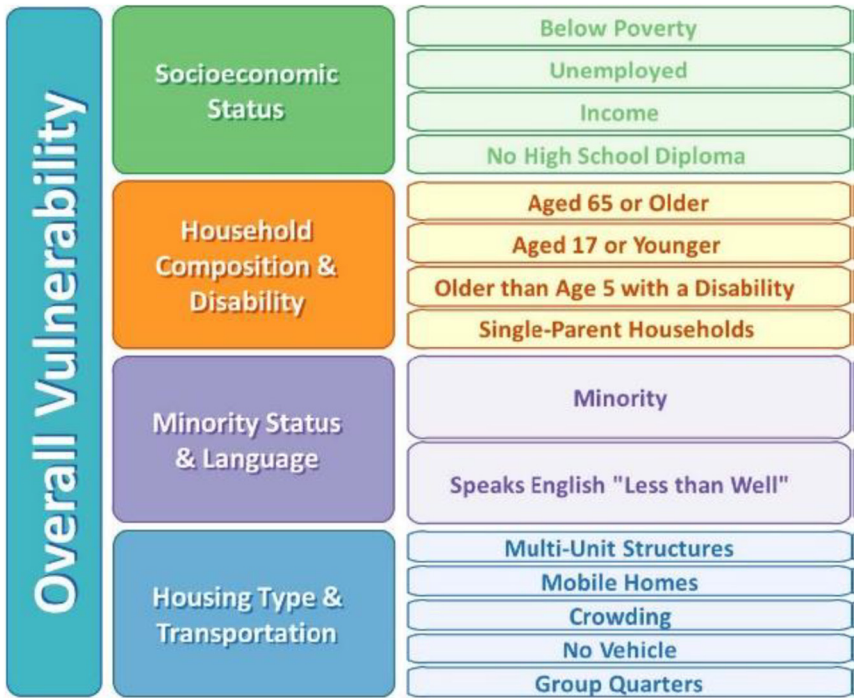 Overall Vulnerability
Socioeconomic
Status
Below Poverty
Unemployed
Income
No High School Diploma
Household
Composition &
Disability
Aged 65 or Older
Aged 17 or Younger
Older than Age 5 with a Disability
Single-Parent Households
Minority Status
& Language
Minority
Speaks English "Less than Well"
Housing Type &
Transportation
Multi-Unit Structures
Mobile Homes
Crowding
No Vehicle
Group Quarters